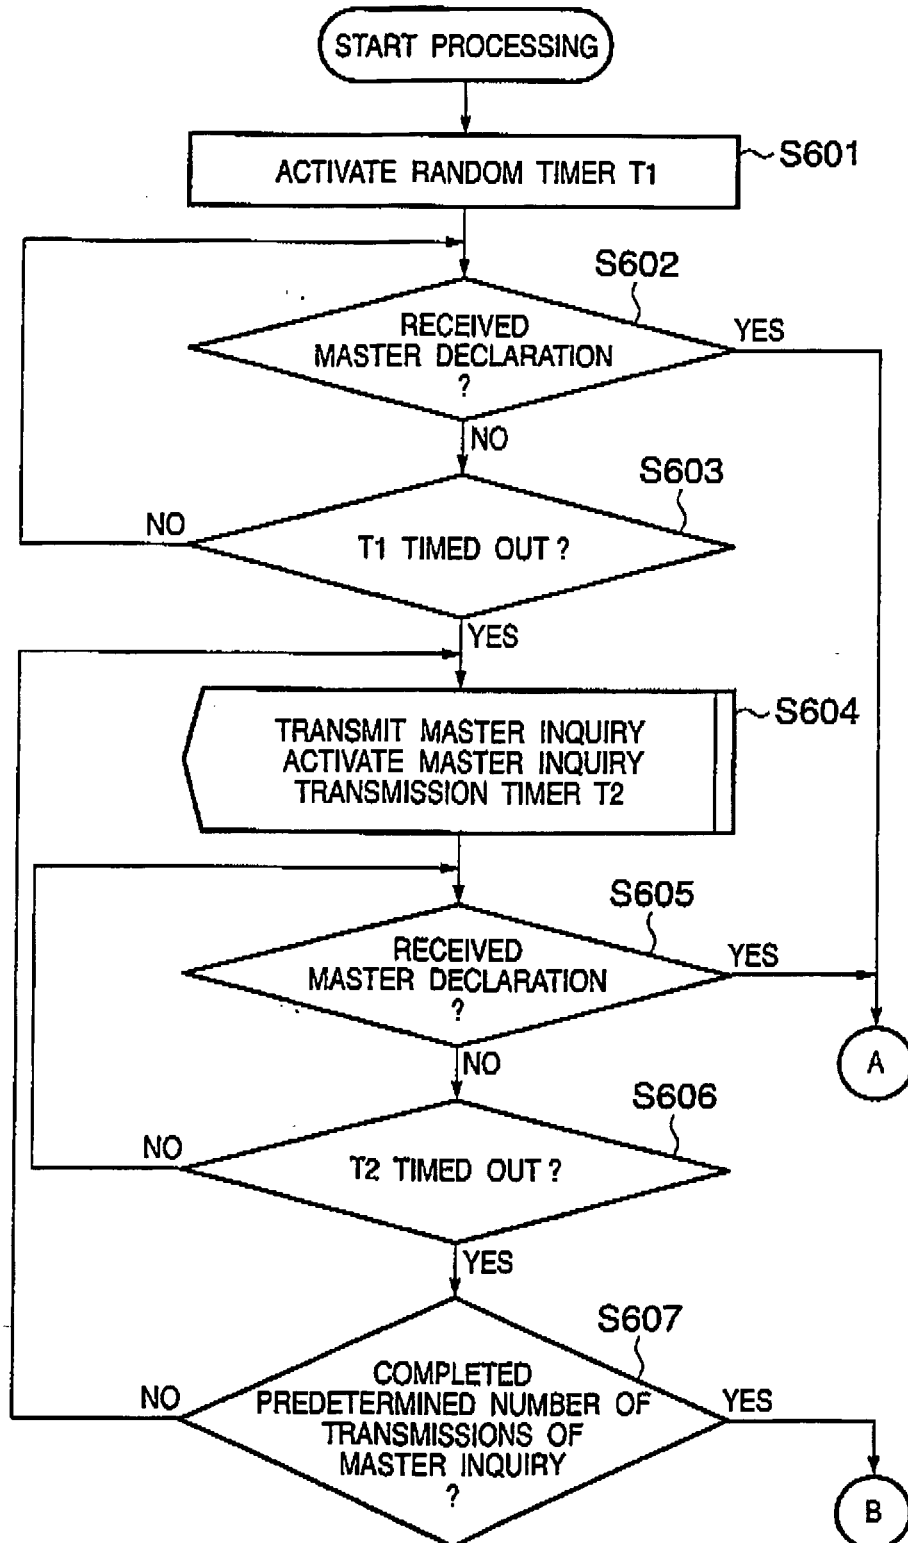 START PROCESSING
ACTIVATE RANDOM TIMER T1
S601
S602
RECEIVED
MASTER DECLARATION
?
YES
NO
S603
T1 TIMED OUT ?
NO
YES
TRANSMIT MASTER INQUIRY
ACTIVATE MASTER INQUIRY
TRANSMISSION TIMER T2
S604
S605
RECEIVED
MASTER DECLARATION
?
YES
A
NO
S606
T2 TIMED OUT ?
NO
YES
S607
COMPLETED
PREDETERMINED NUMBER OF
TRANSMISSIONS OF
MASTER INQUIRY
?
NO
YES
B